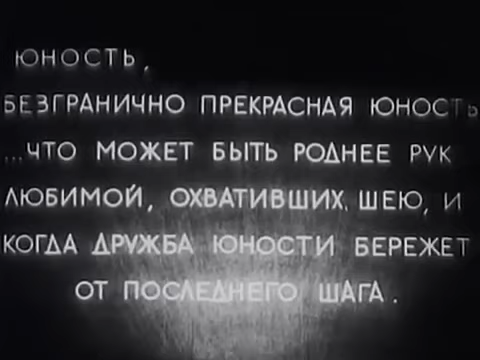 ЮНОСТЬ,
БЕЗГРАНИЧНО ПРЕКРАСНАЯ ЮНОСТЬ
...ЧТО МОЖЕТ БЫТЬ РОДНЕЕ РУК
ЛЮБИМОЙ, ОХВАТИВШИХ ШЕЮ, И
КОГДА ДРУЖБА ЮНОСТИ БЕРЕЖЕТ
ОТ ПОСЛЕДНЕГО ШАГА.